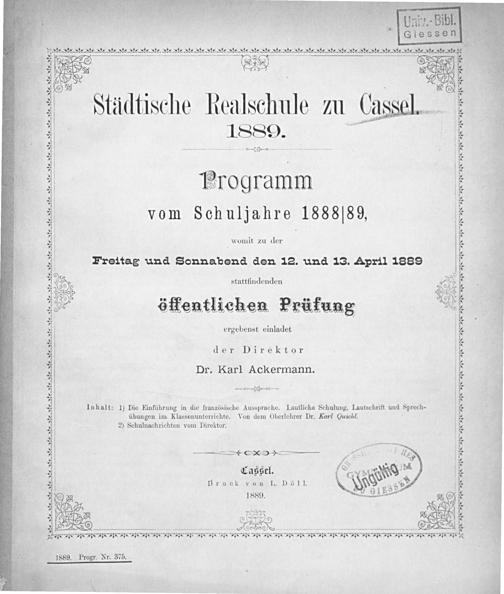 Univ.-Bibl.
Giessen
Städtische Realschule zu Cassel.
1889.
Programm
vom Schuljahre 1888|89,
womit zu der
Freitag und Sonnabend den 12. und 13. April 1889
stattfindenden
öffentlichen Prüfung
ergebenst einladet
der Direktor
Dr. Karl Ackermann.
Inhalt: 1) Die Einführung in die französische Aussprache. Lautliche Schulung, Lautschrift und Sprech-
übungen im Klassenunterrichte. Von dem Oberlehrer Dr. Karl Quiehl.
2) Schulnachrichten vom Direktor.
Cassel.
Druck von L. Döll.
1889.
Ungültig
GIESSEN
1889. Progr. Nr. 375.